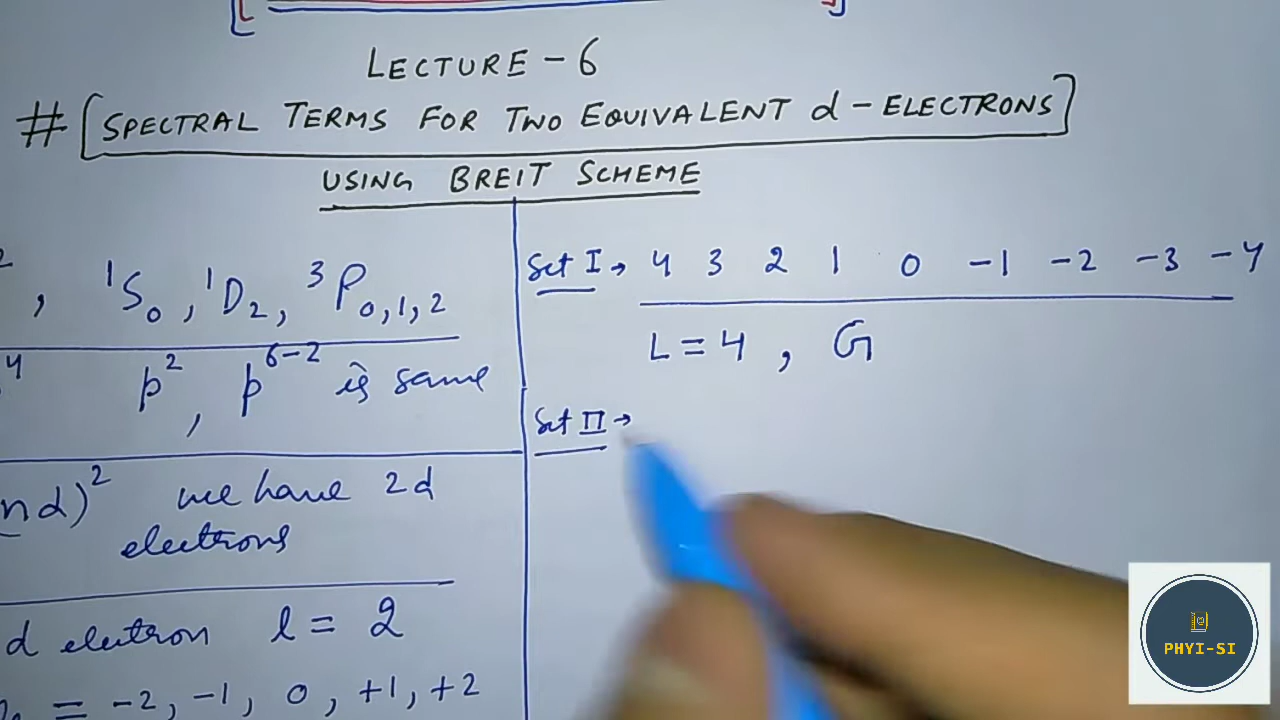 LECTURE - 6
# [SPECTRAL TERMS FOR TWO EQUIVALENT d - ELECTRONS]
USING BREIT SCHEME
2, ¹S₀, ¹D₂, ³P₀,₁,₂
4 p², p⁶⁻² is same
nd)² we have 2d
electrons
d electron l = 2
= -2, -1, 0, +1, +2
Set I → 4 3 2 1 0 -1 -2 -3 -4
L = 4, G
Set II →
PHYI-SI